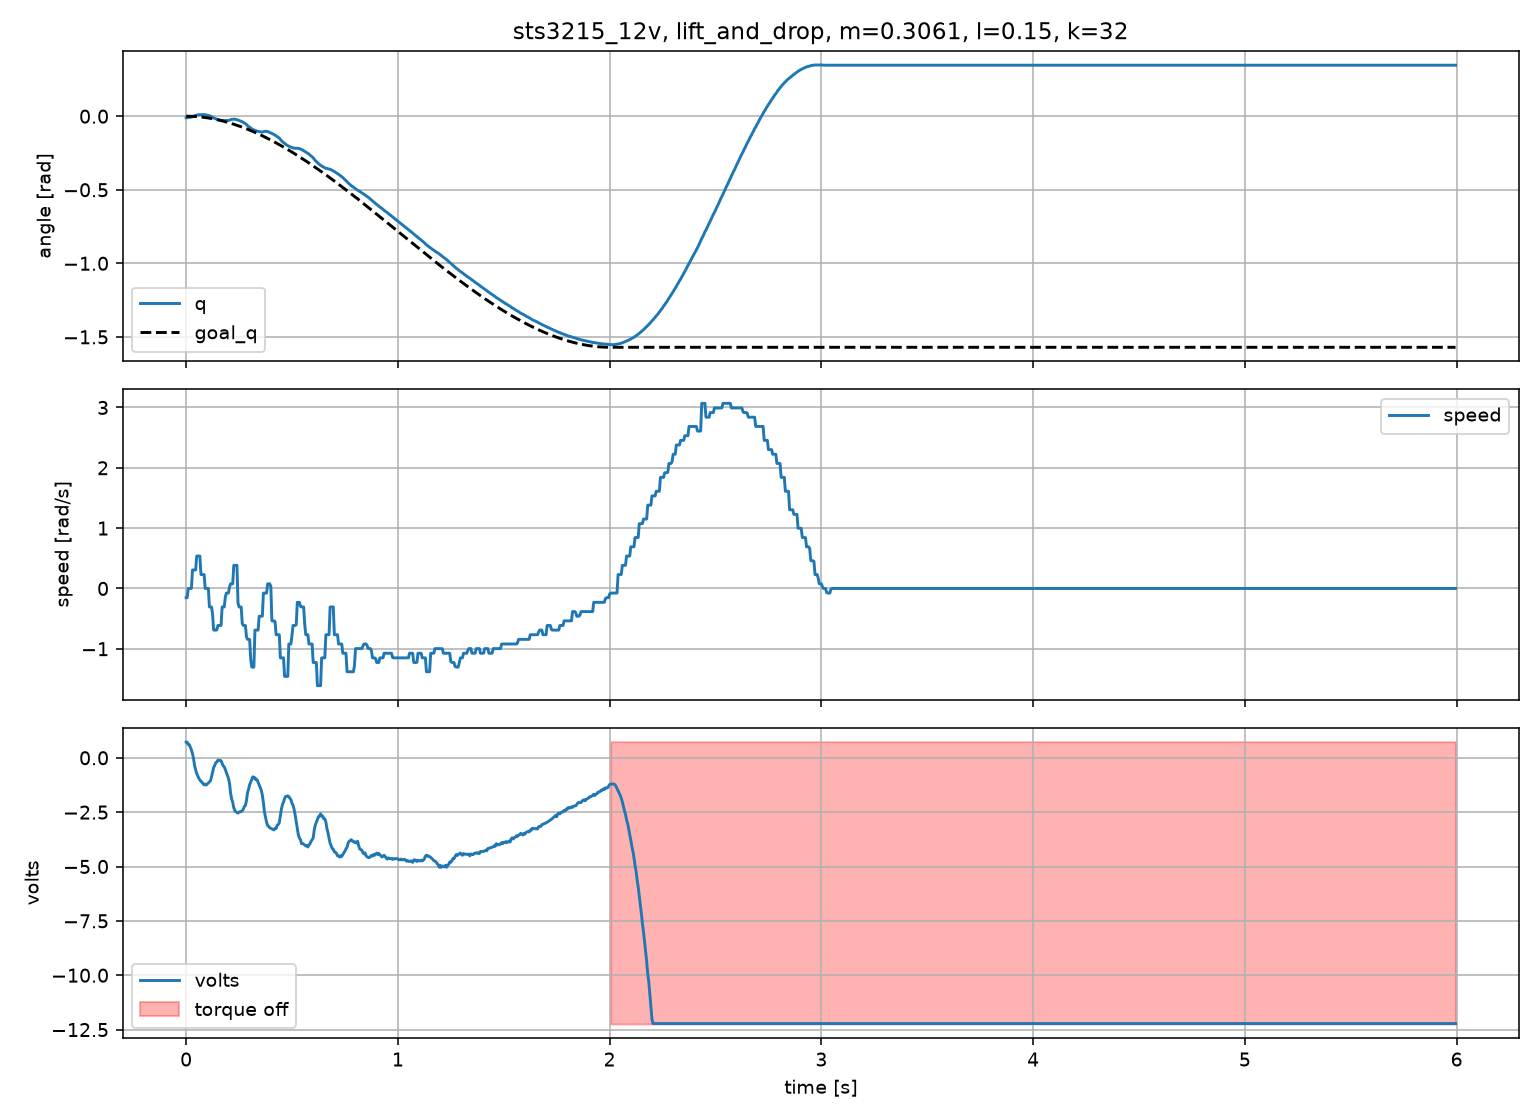 sts3215_12v, lift_and_drop, m=0.3061, l=0.15, k=32
angle [rad]
0.0
−0.5
−1.0
−1.5
q
goal_q
speed [rad/s]
3
2
1
0
−1
speed
volts
0.0
−2.5
−5.0
−7.5
−10.0
−12.5
volts
torque off
0 1 2 3 4 5 6
time [s]